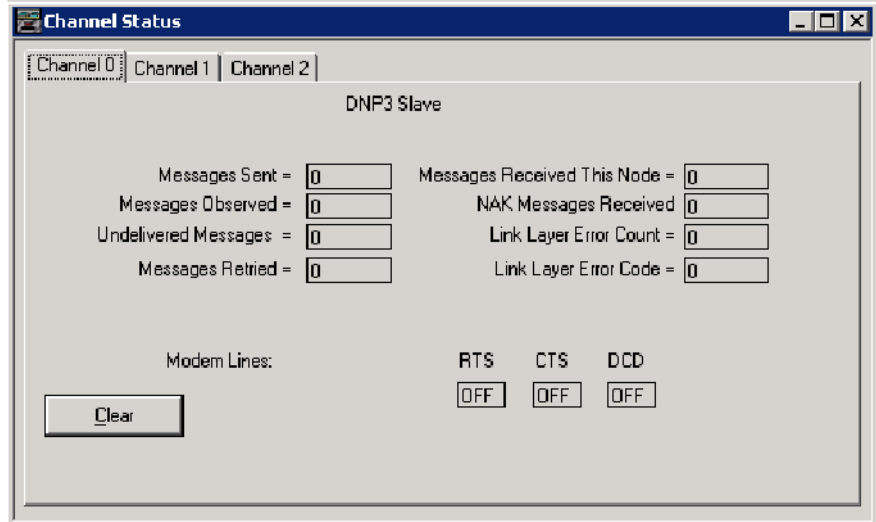 Channel Status
Channel 0 Channel 1 Channel 2
DNP3 Slave
Messages Sent = 0 Messages Received This Node = 0
Messages Observed = 0 NAK Messages Received 0
Undelivered Messages = 0 Link Layer Error Count = 0
Messages Retried = 0 Link Layer Error Code = 0
Modem Lines: RTS CTS DCD
OFF OFF OFF
Clear